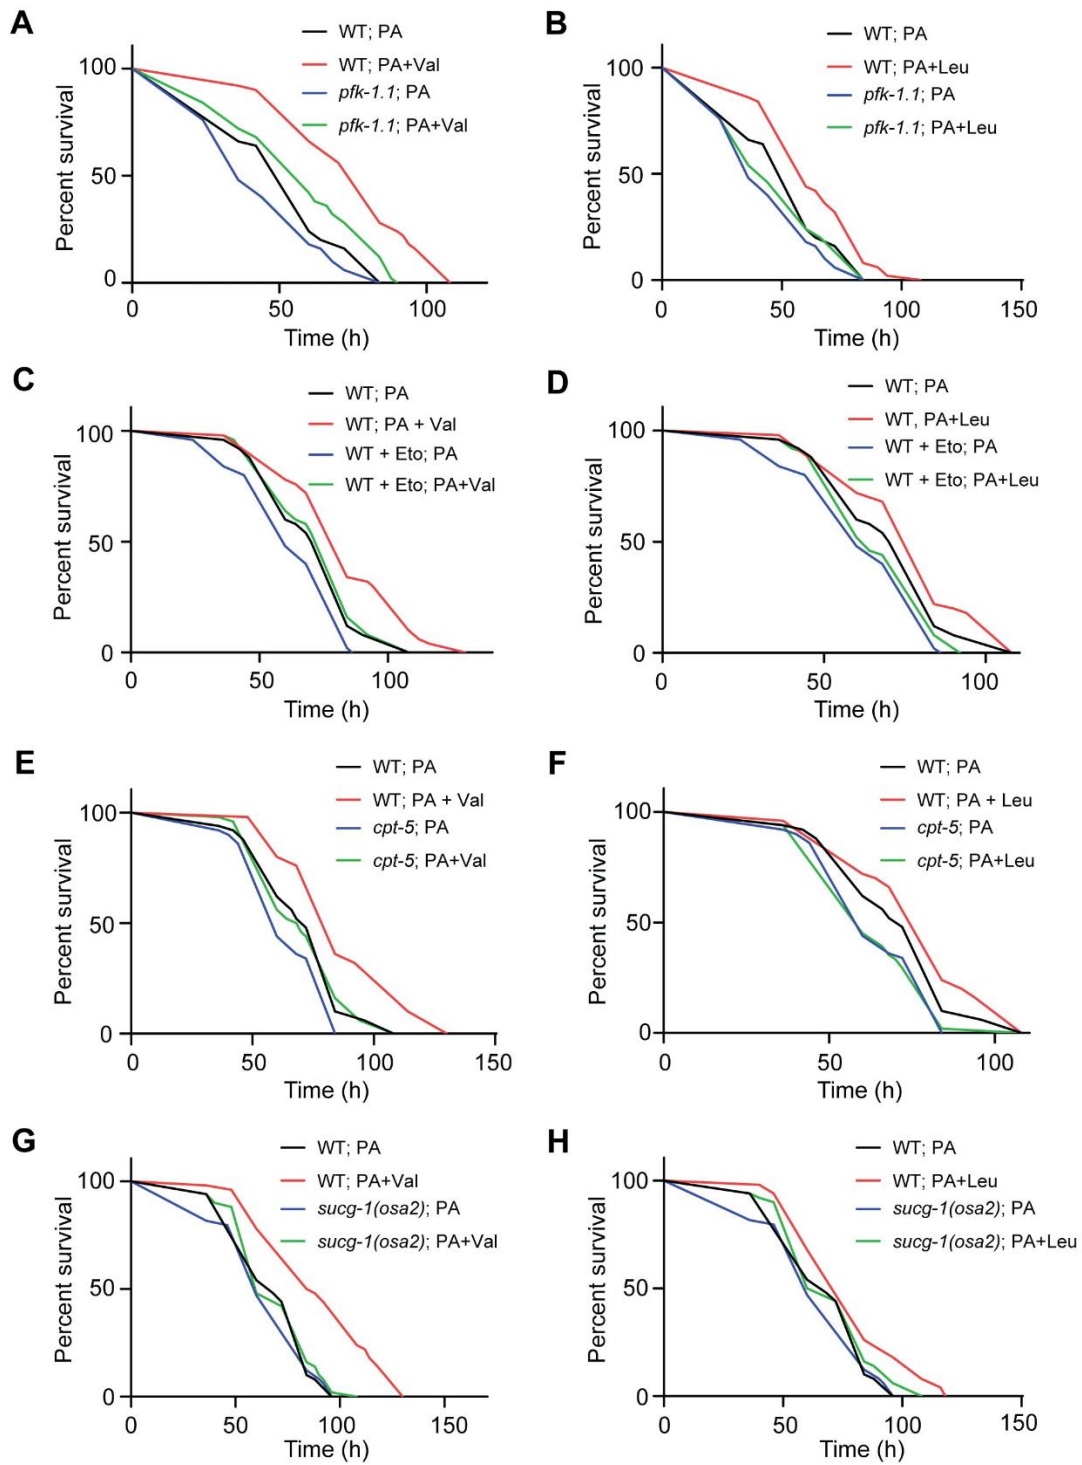 A
WT; PA
WT; PA+Val
pfk-1.1; PA
pfk-1.1; PA+Val
Percent survival
100
50
0
0
50
100
Time (h)
B
WT; PA
WT; PA+Leu
pfk-1.1; PA
pfk-1.1; PA+Leu
Percent survival
100
50
0
0
50
100
150
Time (h)
C
WT; PA
WT; PA + Val
WT + Eto; PA
WT + Eto; PA+Val
Percent survival
100
50
0
0
50
100
Time (h)
D
WT; PA
WT, PA+Leu
WT + Eto; PA
WT + Eto; PA+Leu
Percent survival
100
50
0
0
50
100
Time (h)
E
WT; PA
WT; PA + Val
cpt-5; PA
cpt-5; PA+Val
Percent survival
100
50
0
0
50
100
150
Time (h)
F
WT; PA
WT; PA + Leu
cpt-5; PA
cpt-5; PA+Leu
Percent survival
100
50
0
0
50
100
Time (h)
G
WT; PA
WT; PA+Val
sucg-1(osa2); PA
sucg-1(osa2); PA+Val
Percent survival
100
50
0
0
50
100
150
Time (h)
H
WT; PA
WT; PA+Leu
sucg-1(osa2); PA
sucg-1(osa2); PA+Leu
Percent survival
100
50
0
0
50
100
150
Time (h)